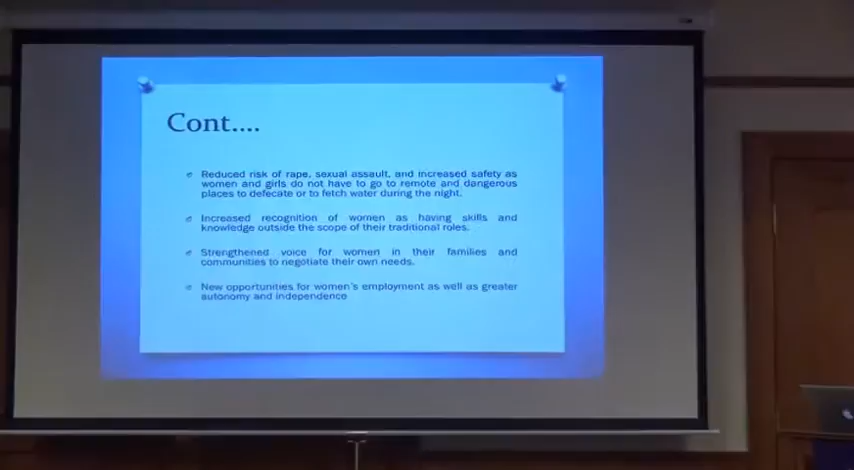 Cont....
Reduced risk of rape, sexual assault, and increased safety as
women and girls do not have to go to remote and dangerous
places to defecate or to fetch water during the night.
Increased recognition of women as having skills and
knowledge outside the scope of their traditional roles.
Strengthened voice for women in their families and
communities to negotiate their own needs.
New opportunities for women's employment as well as greater
autonomy and independence